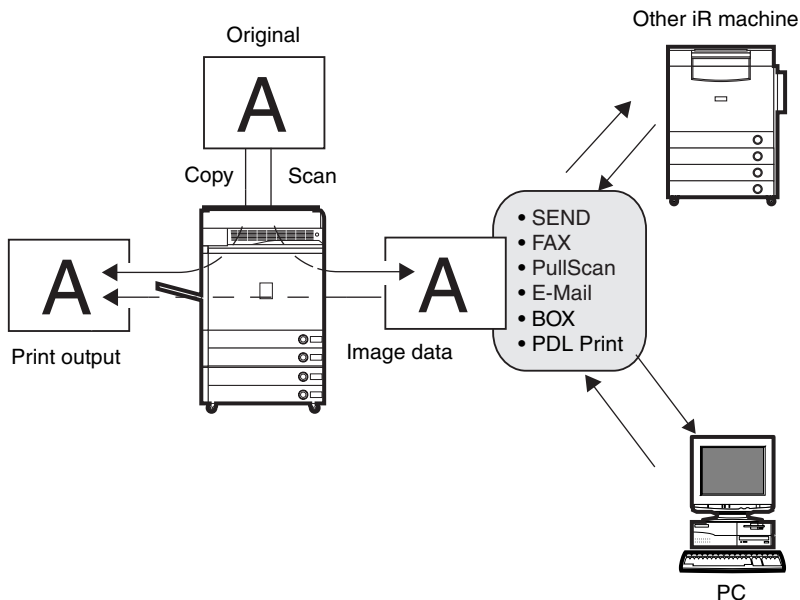 Other iR machine
Original
A
Copy
Scan
• SEND
• FAX
• PullScan
• E-Mail
• BOX
• PDL Print
A
A
Print output
Image data
PC